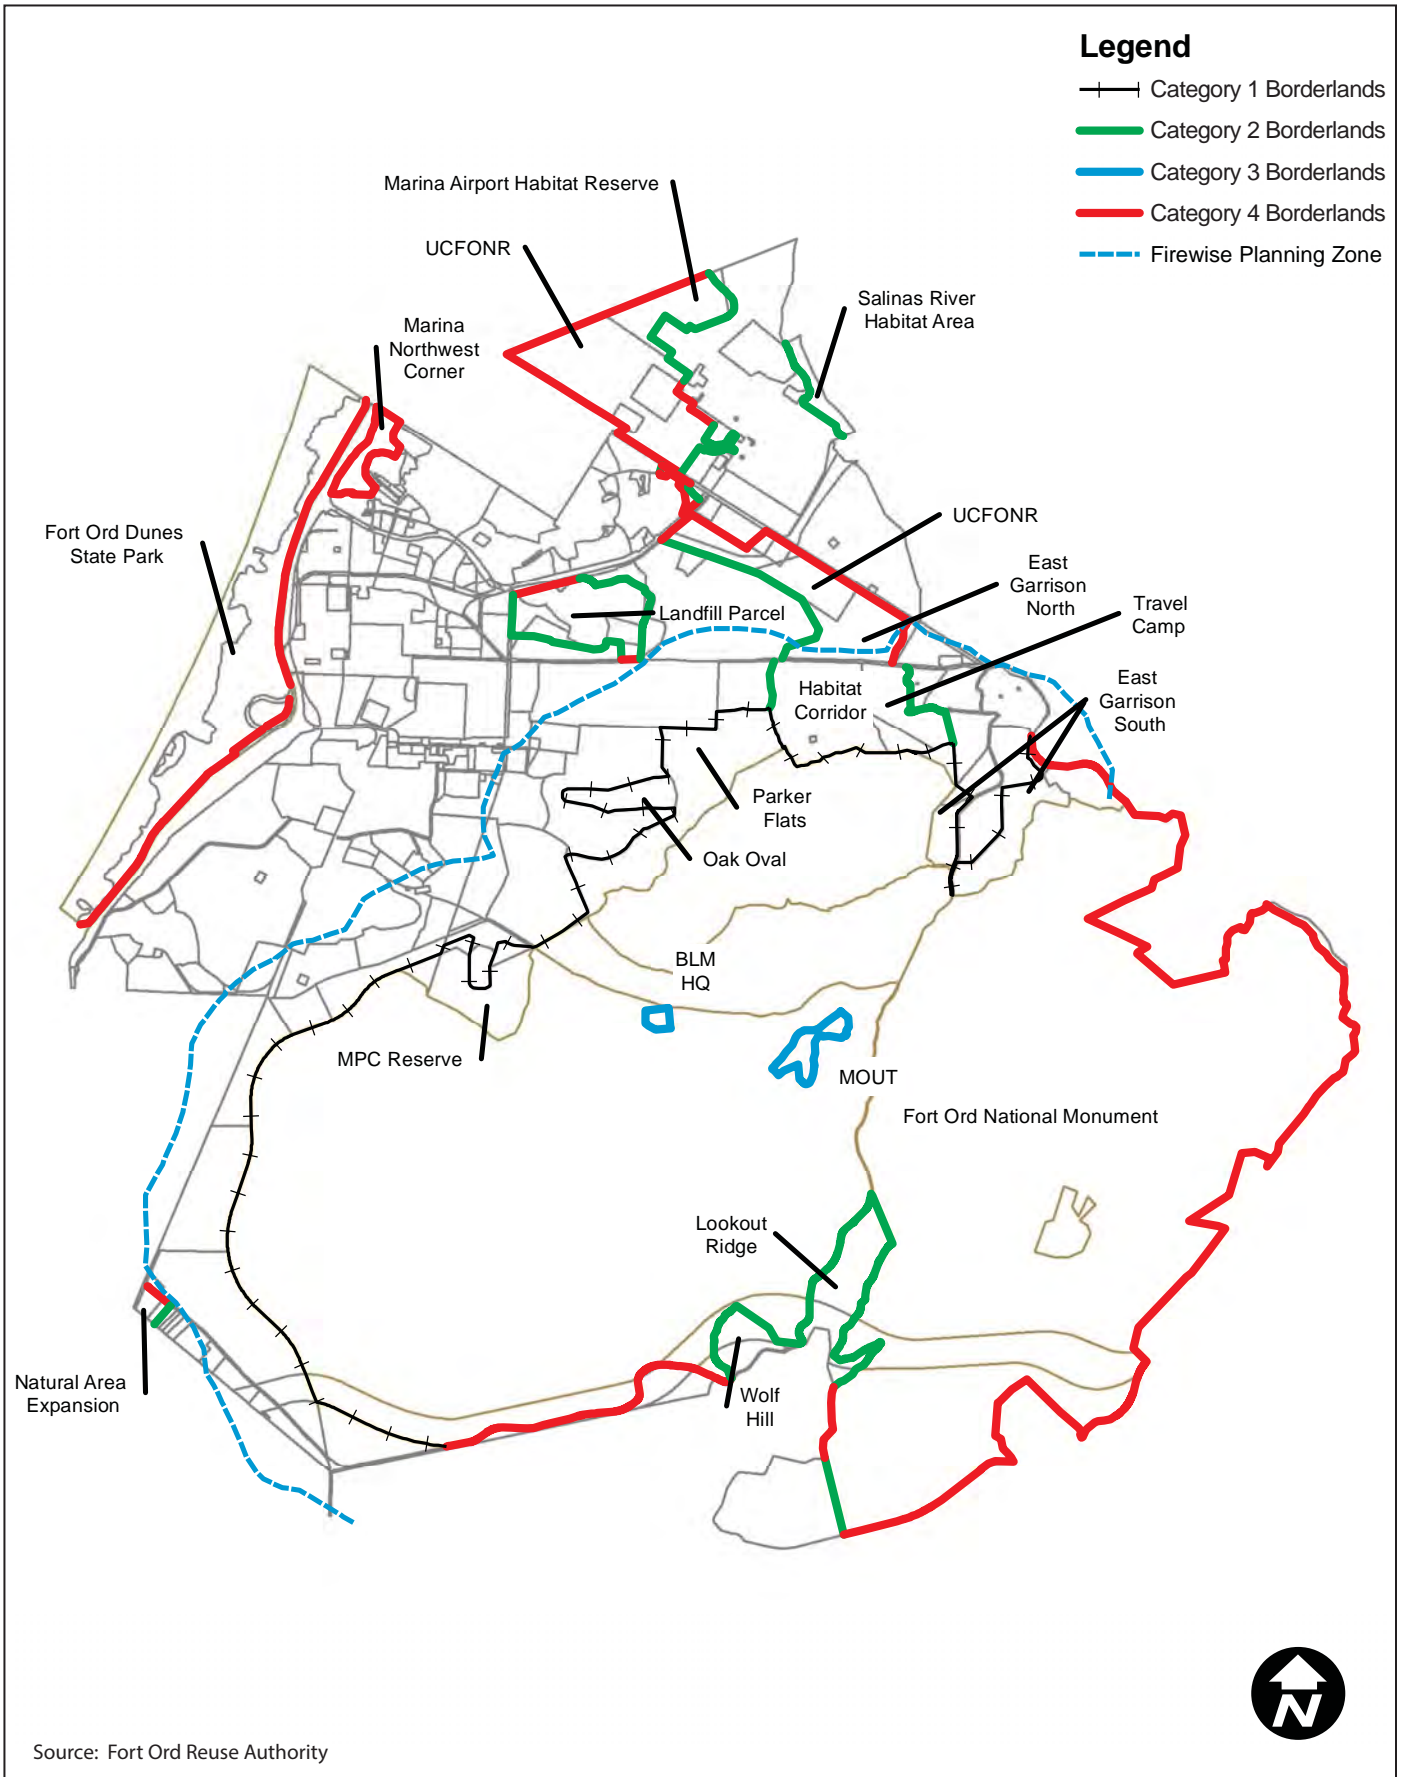 Legend
Category 1 Borderlands
Category 2 Borderlands
Category 3 Borderlands
Category 4 Borderlands
Firewise Planning Zone
Marina Airport Habitat Reserve
UCFONR
Salinas River
Habitat Area
Marina
Northwest
Corner
Fort Ord Dunes
State Park
UCFONR
East
Garrison
North
Travel
Camp
Landfill Parcel
Habitat
Corridor
East
Garrison
South
Parker
Flats
Oak Oval
BLM
HQ
MPC Reserve
MOUT
Fort Ord National Monument
Lookout
Ridge
Natural Area
Expansion
Wolf
Hill
N
Source: Fort Ord Reuse Authority